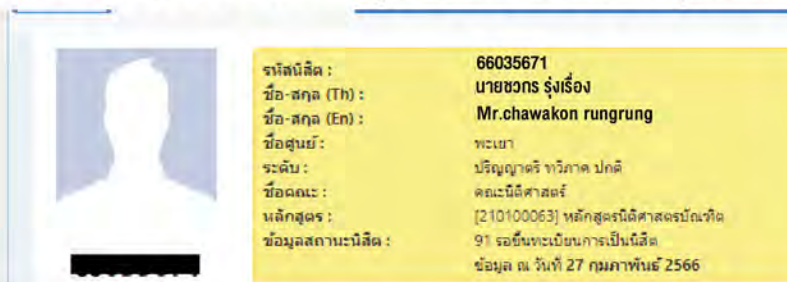 รหัสนิสิต : 66035671
ชื่อ-สกุล (Th) : นายชวกร รุ่งเรื่อง
ชื่อ-สกุล (En) : Mr.chawakon rungrung
ชื่อศูนย์ : พะเยา
ระดับ : ปริญญาตรี ทวิภาค ปกติ
ชื่อคณะ : คณะนิติศาสตร์
หลักสูตร : [210100063] หลักสูตรนิติศาสตรบัณฑิต
ข้อมูลสถานะนิสิต : 91 รอขึ้นทะเบียนการเป็นนิสิต
ข้อมูล ณ วันที่ 27 กุมภาพันธ์ 2566